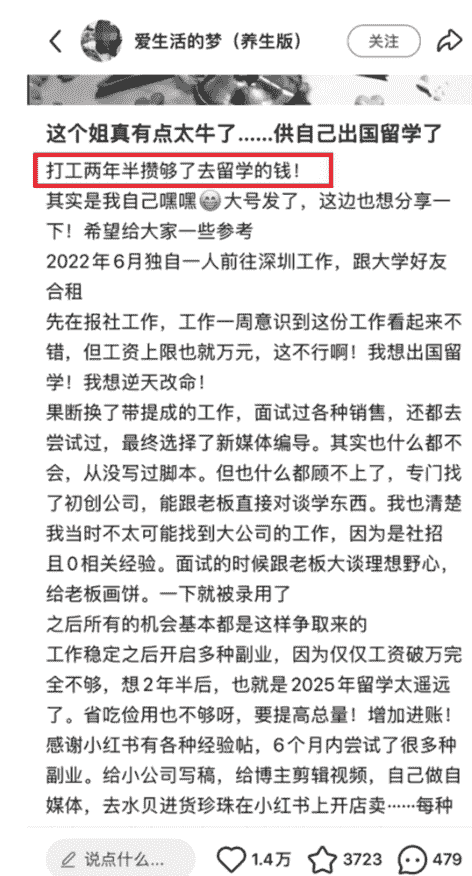 爱生活的梦（养生版）
关注
这个姐真有点太牛了......供自己出国留学了
打工两年半攒够了去留学的钱！
其实是我自己嘿嘿😁大号发了，这边也想分享一
下！希望给大家一些参考
2022年6月独自一人前往深圳工作，跟大学好友
合租
先在报社工作，工作一周意识到这份工作看起来不
错，但工资上限也就万元，这不行啊！我想出国留
学！我想逆天改命！
果断换了带提成的工作，面试过各种销售，还都去
尝试过，最终选择了新媒体编导。其实也什么都不
会，从没写过脚本。但也什么都顾不上了，专门找
了初创公司，能跟老板直接对谈学东西。我也清楚
我当时不太可能找到大公司的工作，因为是社招
且0相关经验。面试的时候跟老板大谈理想野心，
给老板画饼。一下就被录用了
之后所有的机会基本都是这样争取来的
工作稳定之后开启多种副业，因为仅仅工资破万完
全不够，想2年半后，也就是2025年留学太遥远
了。省吃俭用也不够呀，要提高总量！增加进账！
感谢小红书有各种经验帖，6个月内尝试了很多种
副业。给小公司写稿，给博主剪辑视频，自己做自
媒体，去水贝进货珍珠在小红书上开店卖……每种
说点什么...
1.4万
3723
479